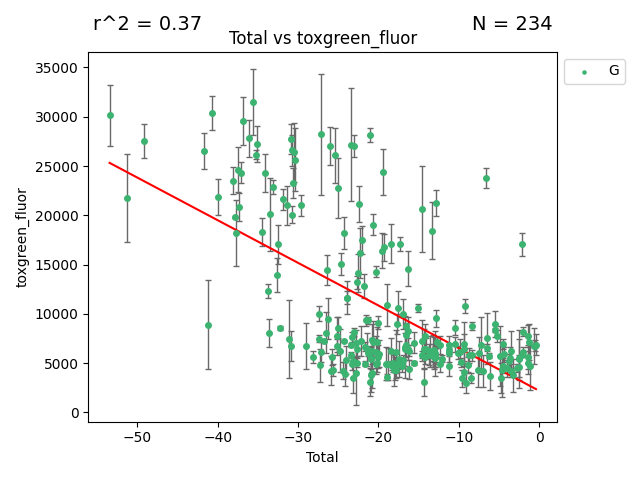 r^2 = 0.37 N = 234
Total vs toxgreen_fluor
35000
30000
25000
20000
15000
10000
5000
0
toxgreen_fluor
−50 −40 −30 −20 −10 0
Total
G